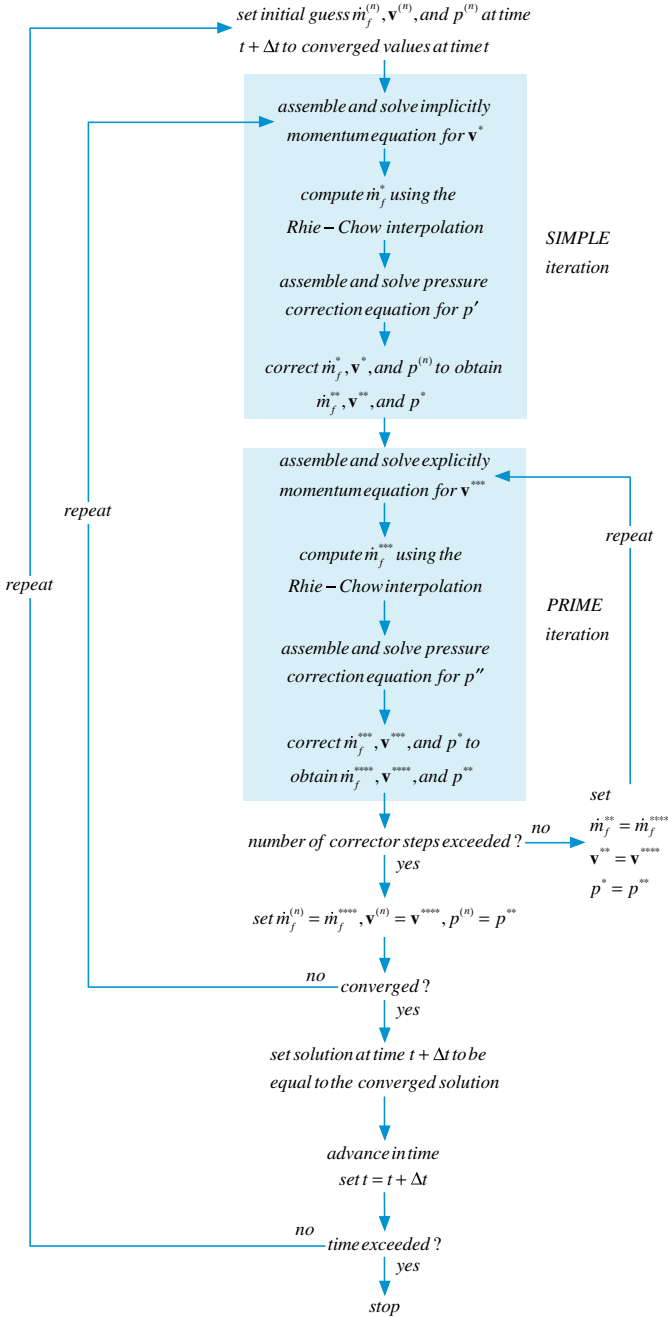 set initial guess ṁ_f^(n), v^(n), and p^(n) at time
t + Δt to converged values at time t
assemble and solve implicitly
momentum equation for v^*
compute ṁ_f^* using the
Rhie – Chow interpolation
SIMPLE
iteration
assemble and solve pressure
correction equation for p′
correct ṁ_f^*, v^*, and p^(n) to obtain
ṁ_f^**, v^**, and p^*
assemble and solve explicitly
momentum equation for v^***
repeat
repeat
compute ṁ_f^*** using the
Rhie – Chow interpolation
repeat
PRIME
iteration
assemble and solve pressure
correction equation for p″
correct ṁ_f^***, v^***, and p^* to
obtain ṁ_f^****, v^****, and p^**
number of corrector steps exceeded ?
no
set
ṁ_f^** = ṁ_f^****
v^** = v^****
p^* = p^**
yes
set ṁ_f^(n) = ṁ_f^****, v^(n) = v^****, p^(n) = p^**
no
converged ?
yes
set solution at time t + Δt to be
equal to the converged solution
advance in time
set t = t + Δt
no
time exceeded ?
yes
stop